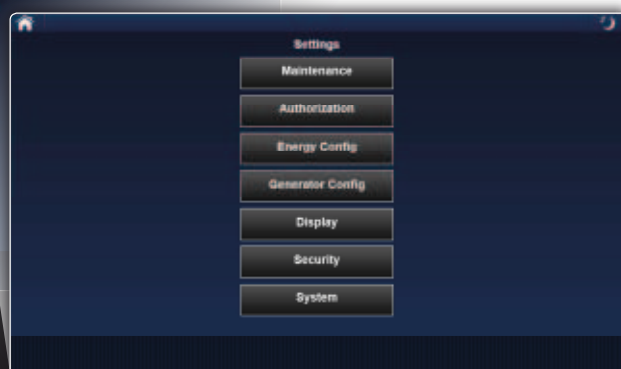 Settings
Maintenance
Authorization
Energy Config
Generator Config
Display
Security
System